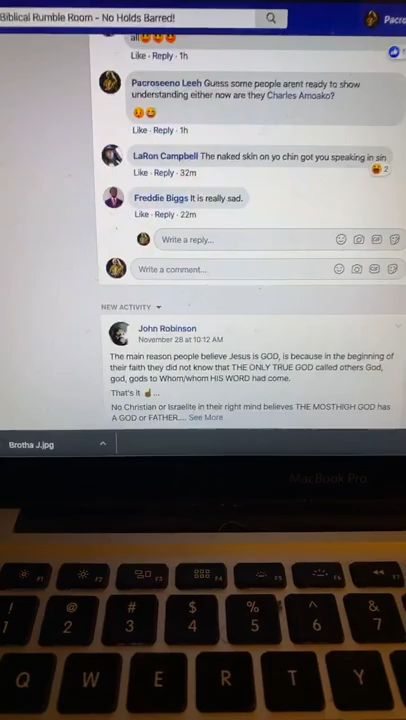 Biblical Rumble Room - No Holds Barred!
Pacro
all
Like · Reply · 1h
Pacroseeno Leeh Guess some people arent ready to show
understanding either now are they Charles Amoako?
Like · Reply · 1h
LaRon Campbell The naked skin on yo chin got you speaking in sin
2
Like · Reply · 32m
Freddie Biggs It is really sad.
Like · Reply · 22m
Write a reply...
GIF
Write a comment...
GIF
NEW ACTIVITY
John Robinson
November 28 at 10:12 AM
The main reason people believe Jesus is GOD, is because in the beginning of
their faith they did not know that THE ONLY TRUE GOD called others God,
god, gods to Whom/whom HIS WORD had come.
That's it ☝...
No Christian or Israelite in their right mind believes THE MOSTHIGH GOD has
A GOD or FATHER.... See More
Brotha J.jpg
MacBook Pro
F1 F2 F3 F4 F5 F6 F7
! @ # $ % ^ &
1 2 3 4 5 6 7
Q W E R T Y